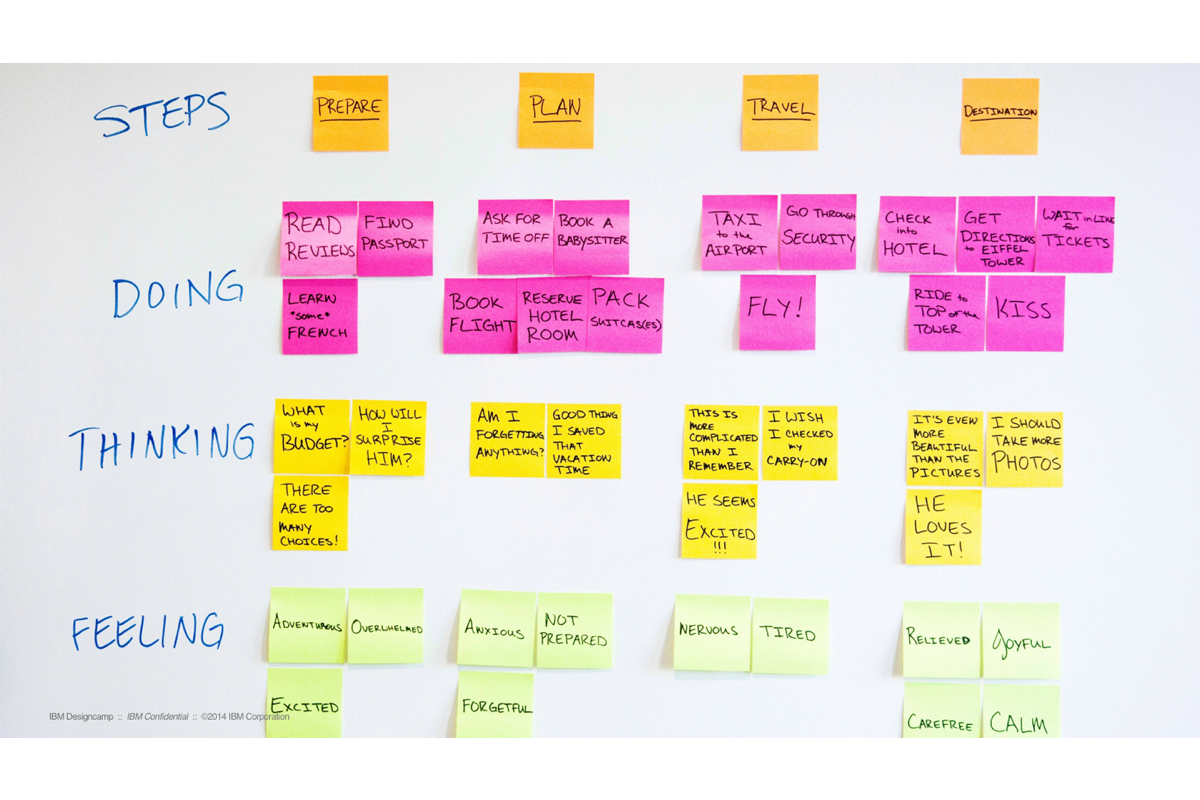 STEPS
PREPARE
PLAN
TRAVEL
DESTINATION
DOING
READ
REVIEWS
FIND
PASSPORT
LEARN
*some*
FRENCH
ASK FOR
TIME OFF
BOOK A
BABYSITTER
BOOK
FLIGHT
RESERVE
HOTEL
ROOM
PACK
SUITCAS(ES)
TAXI
to the
AIRPORT
GO THROUGH
SECURITY
FLY!
CHECK
into
HOTEL
GET
DIRECTIONS
to EIFFEL
TOWER
WAIT in LINE
for
TICKETS
RIDE to
TOP of the
TOWER
KISS
THINKING
WHAT
is my
BUDGET?
HOW WILL
I
SURPRISE
HIM?
THERE
ARE TOO
MANY
CHOICES!
AM I
FORGETTING
ANYTHING?
GOOD THING
I SAVED
THAT
VACATION
TIME
THIS IS
MORE
COMPLICATED
THAN I
REMEMBER
I WISH
I CHECKED
my
CARRY-ON
HE SEEMS
EXCITED
!!!
IT'S EVEN
MORE
BEAUTIFUL
THAN THE
PICTURES
I SHOULD
TAKE MORE
PHOTOS
HE
LOVES
IT!
FEELING
ADVENTUROUS
OVERWHELMED
EXCITED
ANXIOUS
NOT
PREPARED
FORGETFUL
NERVOUS
TIRED
RELIEVED
JOYFUL
CAREFREE
CALM
IBM Designcamp :: IBM Confidential :: ©2014 IBM Corporation